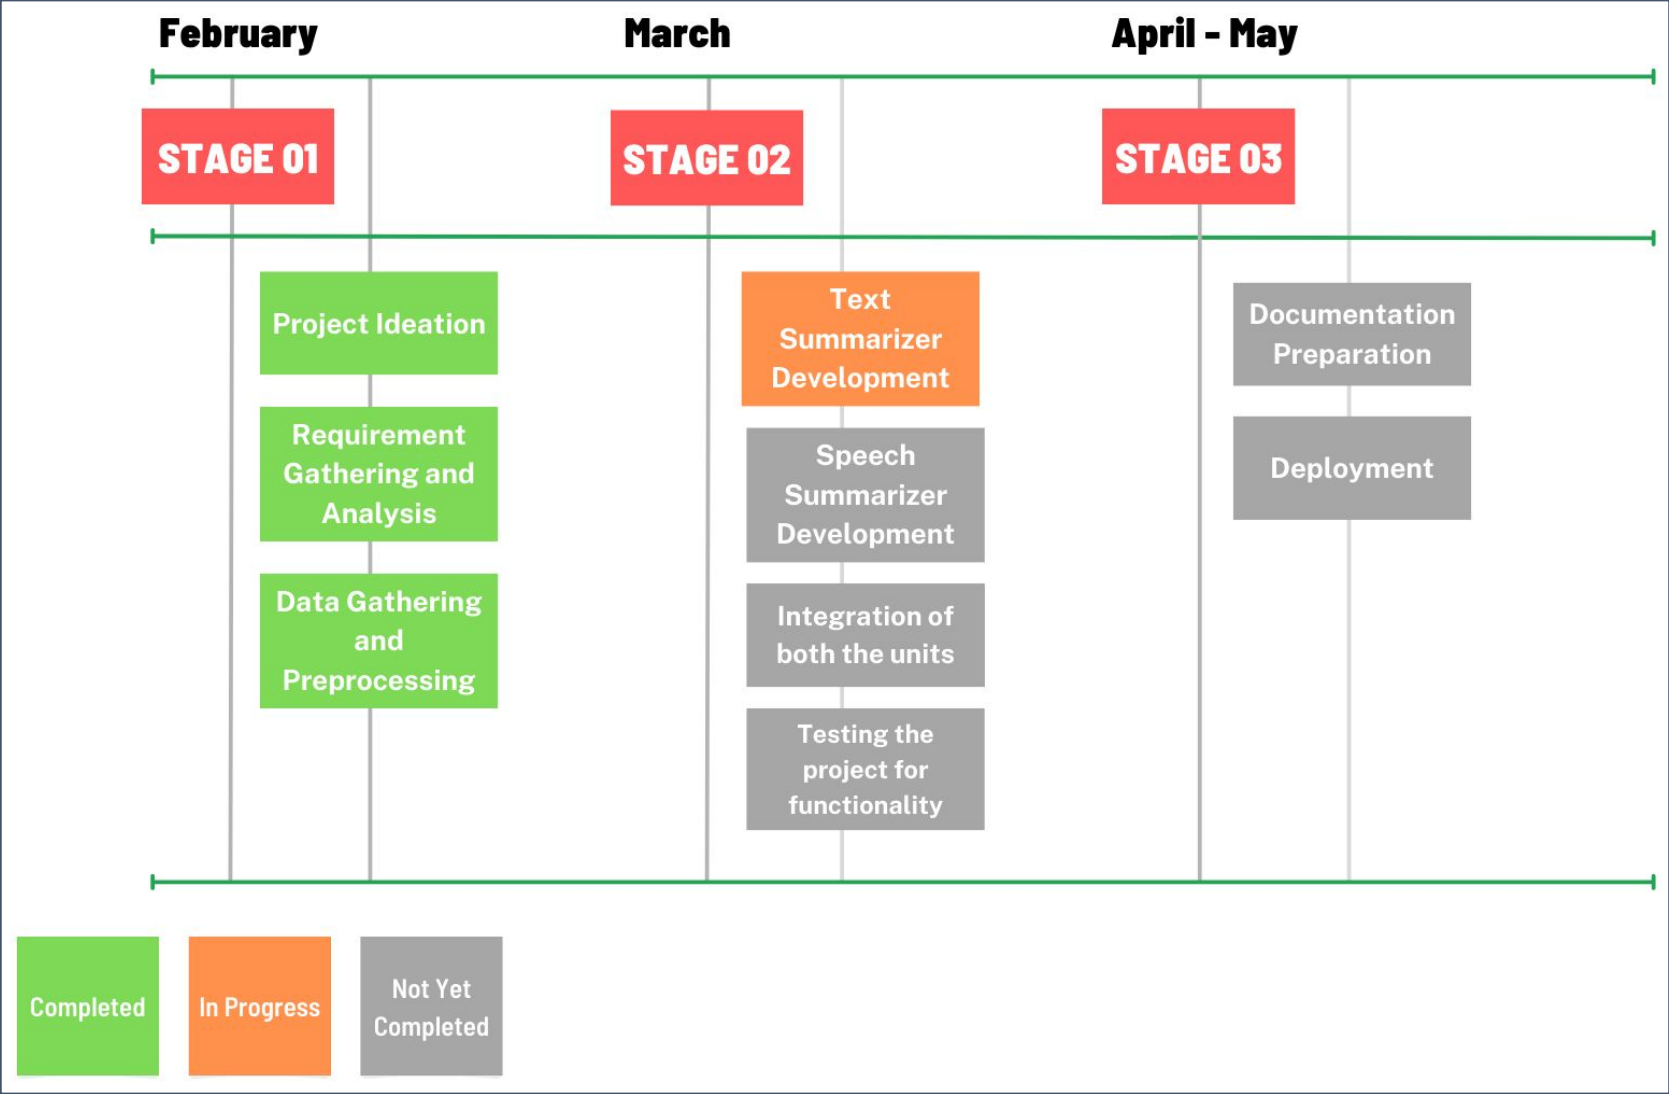 February
March
April - May
STAGE 01
STAGE 02
STAGE 03
Project Ideation
Requirement
Gathering and
Analysis
Data Gathering
and
Preprocessing
Text
Summarizer
Development
Speech
Summarizer
Development
Integration of
both the units
Testing the
project for
functionality
Documentation
Preparation
Deployment
Completed
In Progress
Not Yet
Completed